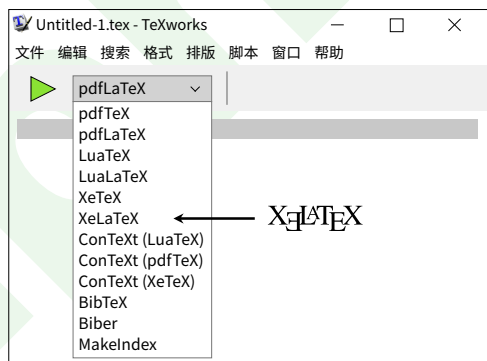 Untitled-1.tex - TeXworks
文件 编辑 搜索 格式 排版 脚本 窗口 帮助
pdfLaTeX
pdfTeX
pdfLaTeX
LuaTeX
LuaLaTeX
XeTeX
XeLaTeX
XƎLATEX
ConTeXt (LuaTeX)
ConTeXt (pdfTeX)
ConTeXt (XeTeX)
BibTeX
Biber
MakeIndex